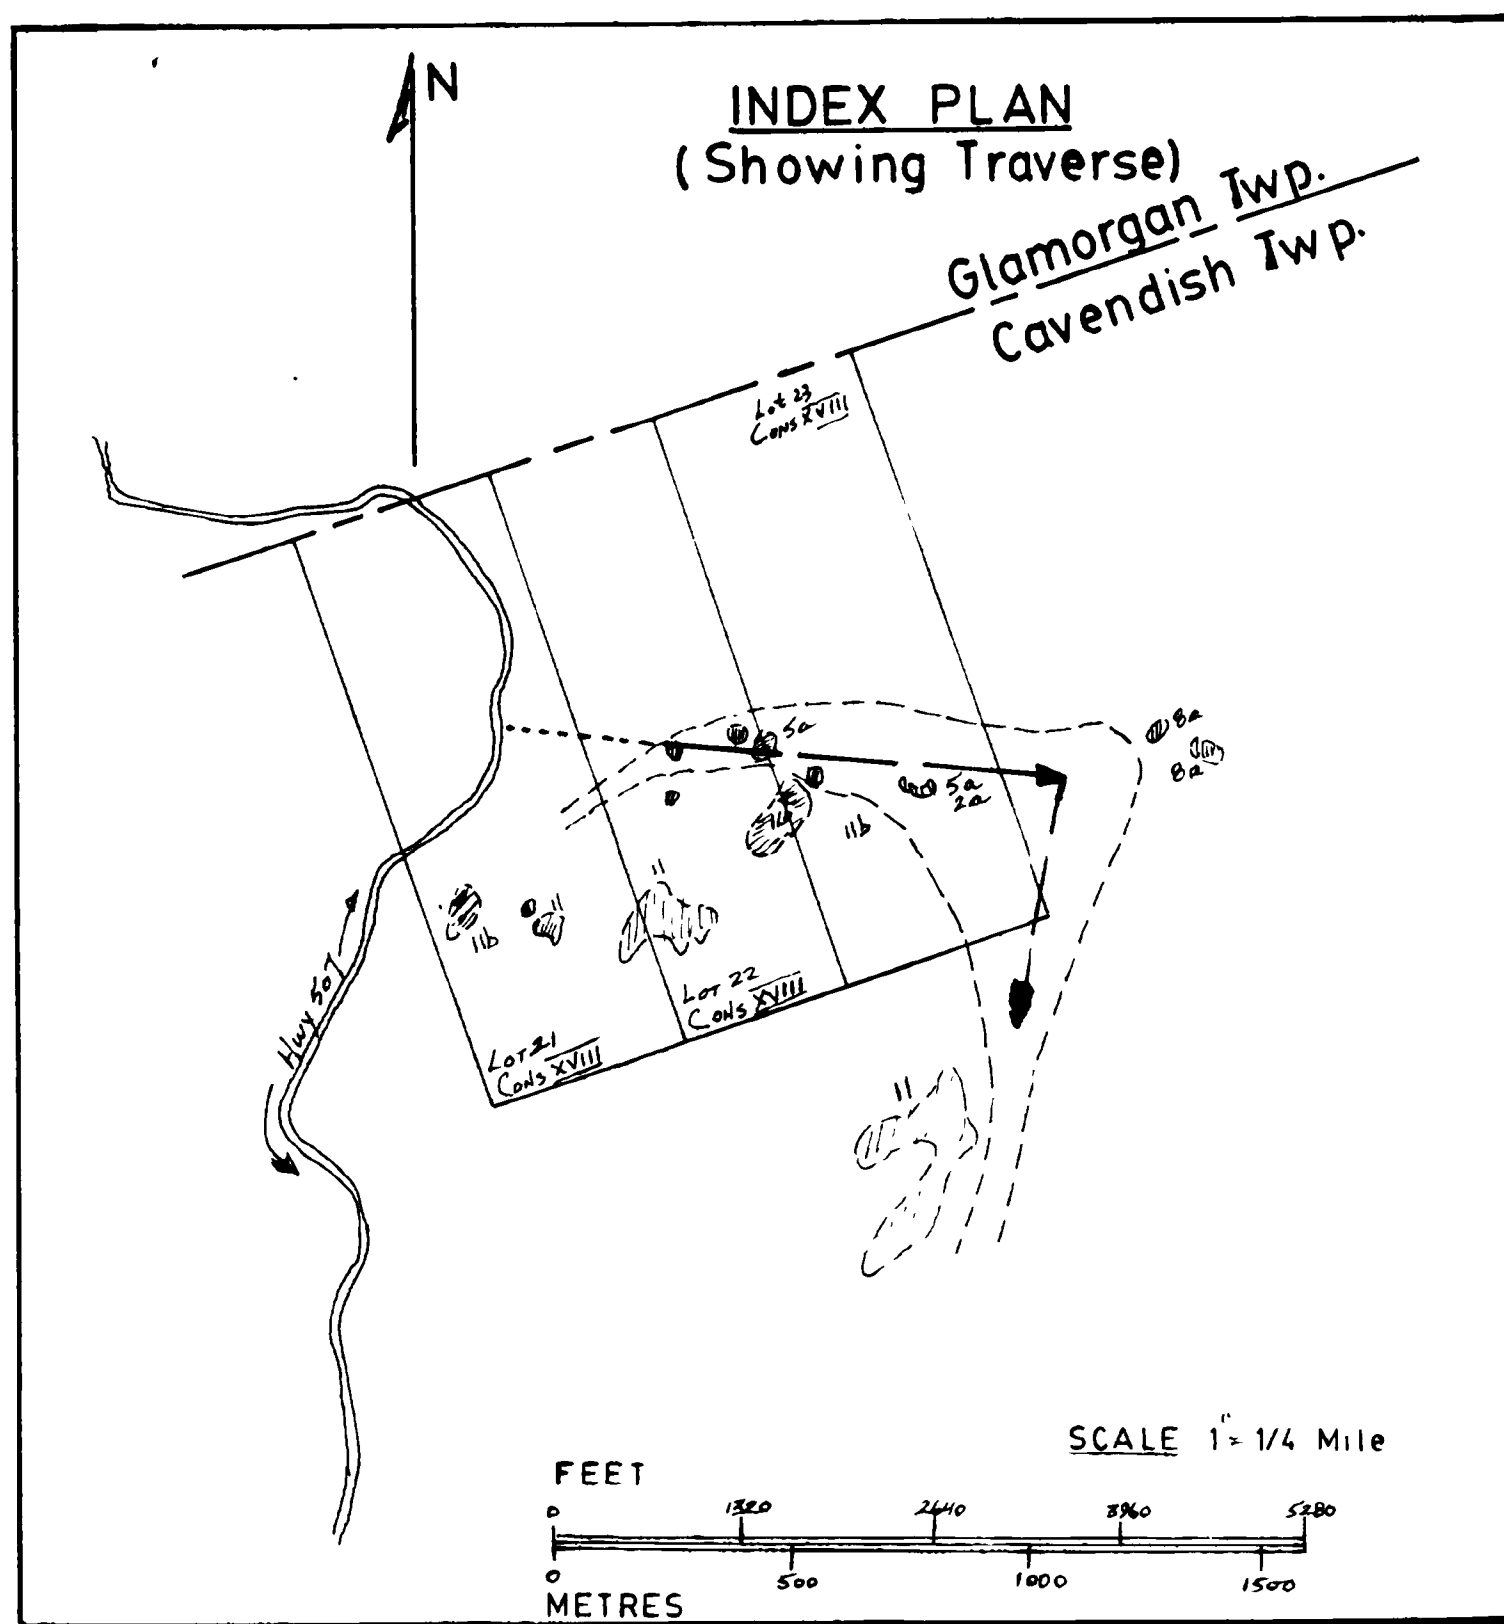 N
INDEX PLAN
(Showing Traverse)
Glamorgan Twp.
Cavendish Twp.
Lot 23
Cons XVIII
5a
8a
8a
5a
2a
11b
11b
11
11
11b
Lot 22
Cons XVIII
Lot 21
Cons XVIII
Hwy 507
11
SCALE 1" = 1/4 Mile
FEET
0 1320 2640 3960 5280
0 500 1000 1500
METRES